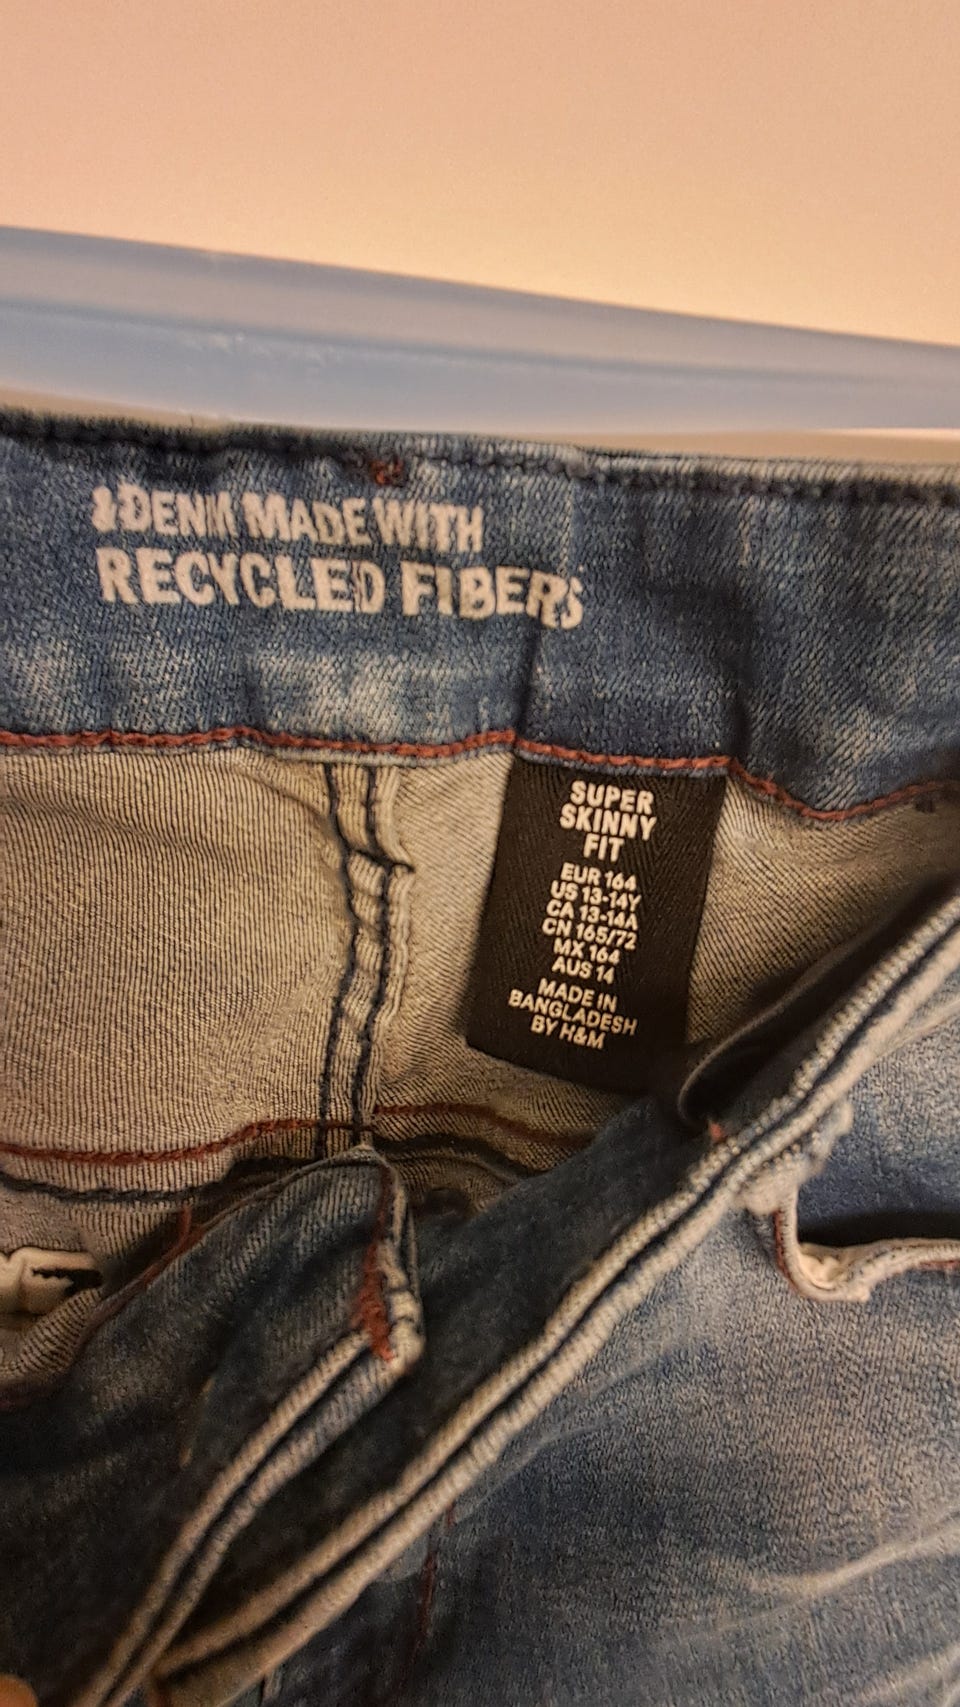 &DENIM MADE WITH
RECYCLED FIBERS
SUPER
SKINNY
FIT
EUR 164
US 13-14Y
CA 13-14A
CN 165/72
MX 164
AUS 14
MADE IN
BANGLADESH
BY H&M